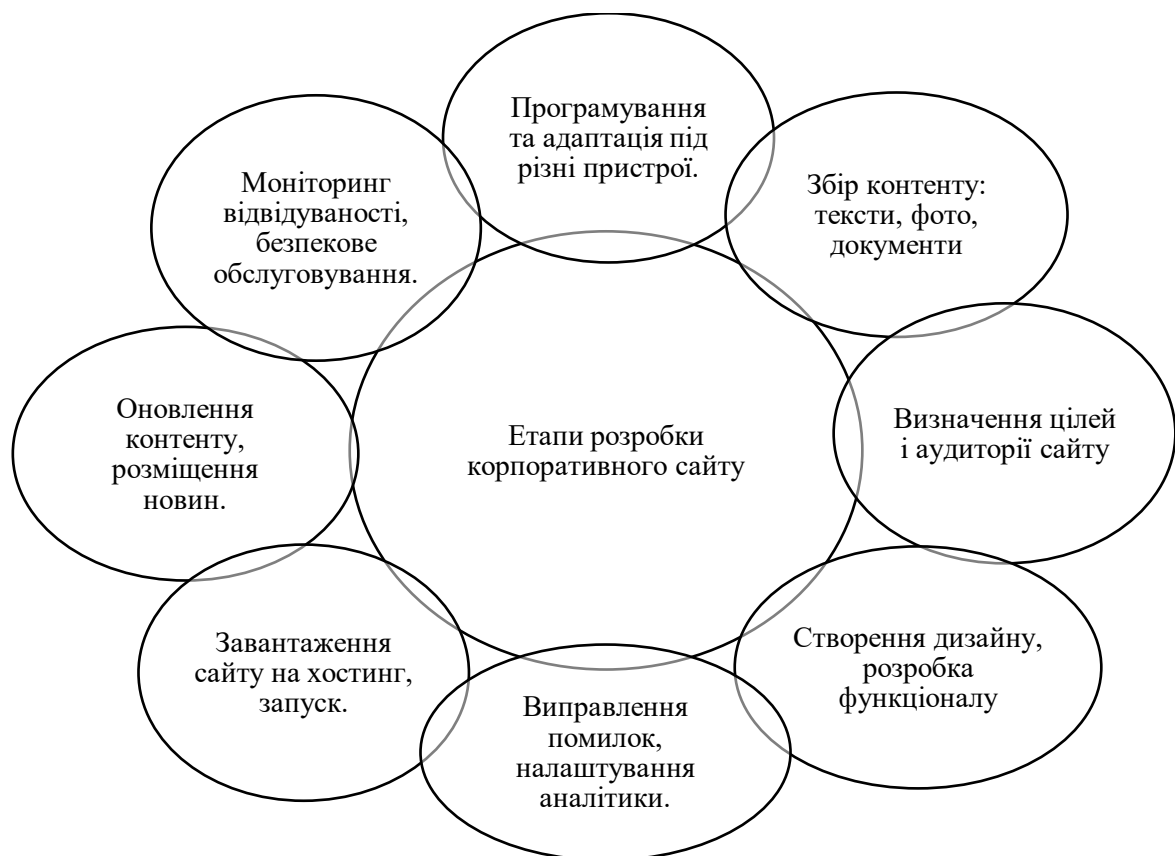 Програмування
та адаптація під
різні пристрої.
Збір контенту:
тексти, фото,
документи
Визначення цілей
і аудиторії сайту
Створення дизайну,
розробка
функціоналу
Виправлення
помилок,
налаштування
аналітики.
Завантаження
сайту на хостинг,
запуск.
Оновлення
контенту,
розміщення
новин.
Моніторинг
відвідуваності,
безпекове
обслуговування.
Етапи розробки
корпоративного сайту